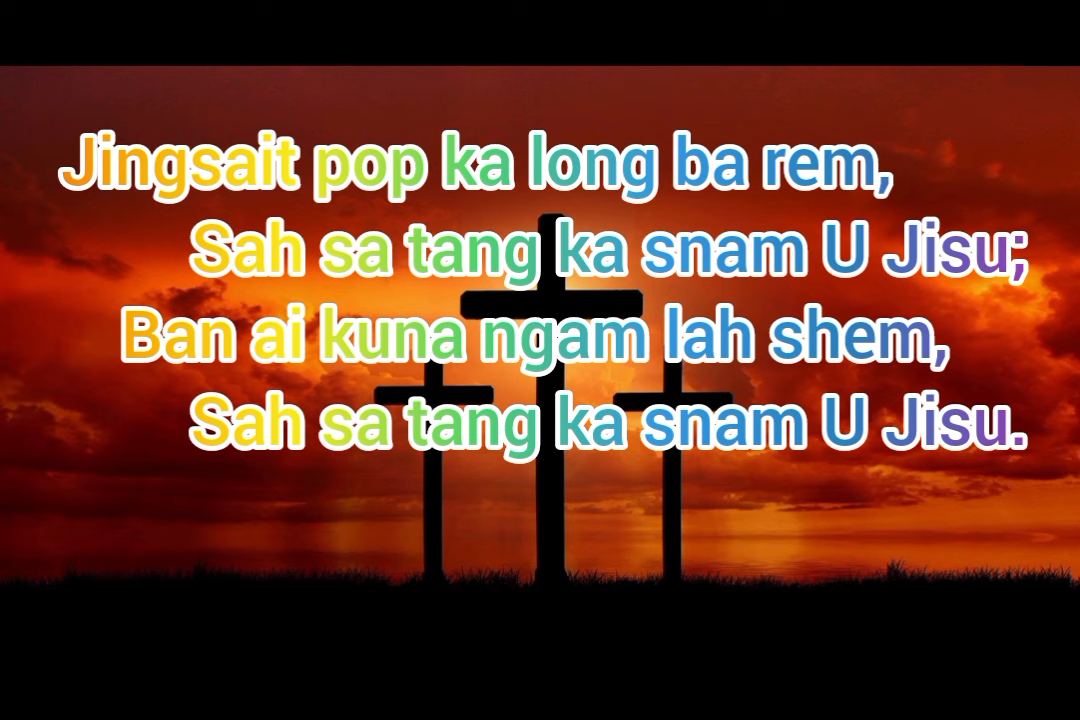 Jingsait pop ka long ba rem,
Sah sa tang ka snam U Jisu;
Ban ai kuna ngam lah shem,
Sah sa tang ka snam U Jisu.